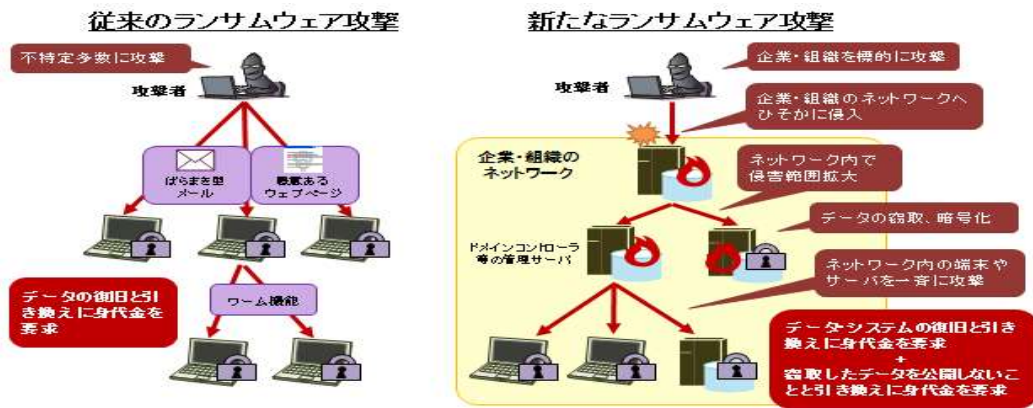 従来のランサムウェア攻撃
不特定多数に攻撃
攻撃者
ばらまき型
メール
悪意ある
ウェブページ
ワーム機能
データの復旧と引
き換えに身代金を
要求
新たなランサムウェア攻撃
企業・組織を標的に攻撃
攻撃者
企業・組織のネットワークへ
ひそかに侵入
企業・組織の
ネットワーク
ネットワーク内で
侵害範囲拡大
データの窃取、暗号化
ドメインコントローラ
等の管理サーバ
ネットワーク内の端末や
サーバを一斉に攻撃
データ・システムの復旧と引き
換えに身代金を要求
+
窃取したデータを公開しないこ
とと引き換えに身代金を要求